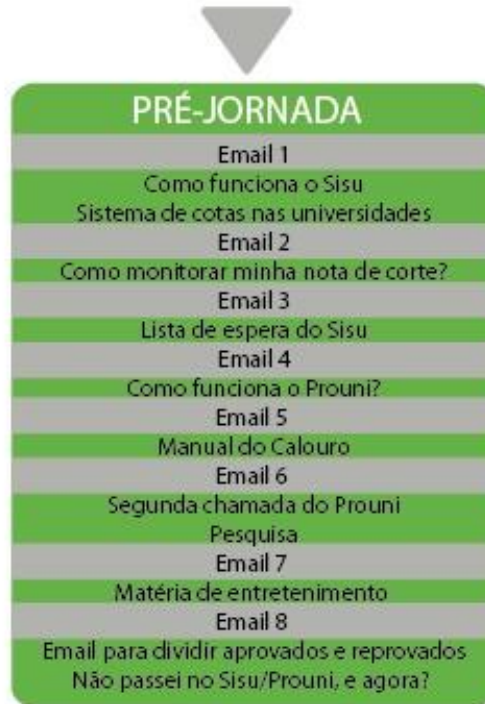 PRÉ-JORNADA
Email 1
Como funciona o Sisu
Sistema de cotas nas universidades
Email 2
Como monitorar minha nota de corte?
Email 3
Lista de espera do Sisu
Email 4
Como funciona o Prouni?
Email 5
Manual do Calouro
Email 6
Segunda chamada do Prouni
Pesquisa
Email 7
Matéria de entretenimento
Email 8
Email para dividir aprovados e reprovados
Não passei no Sisu/Prouni, e agora?